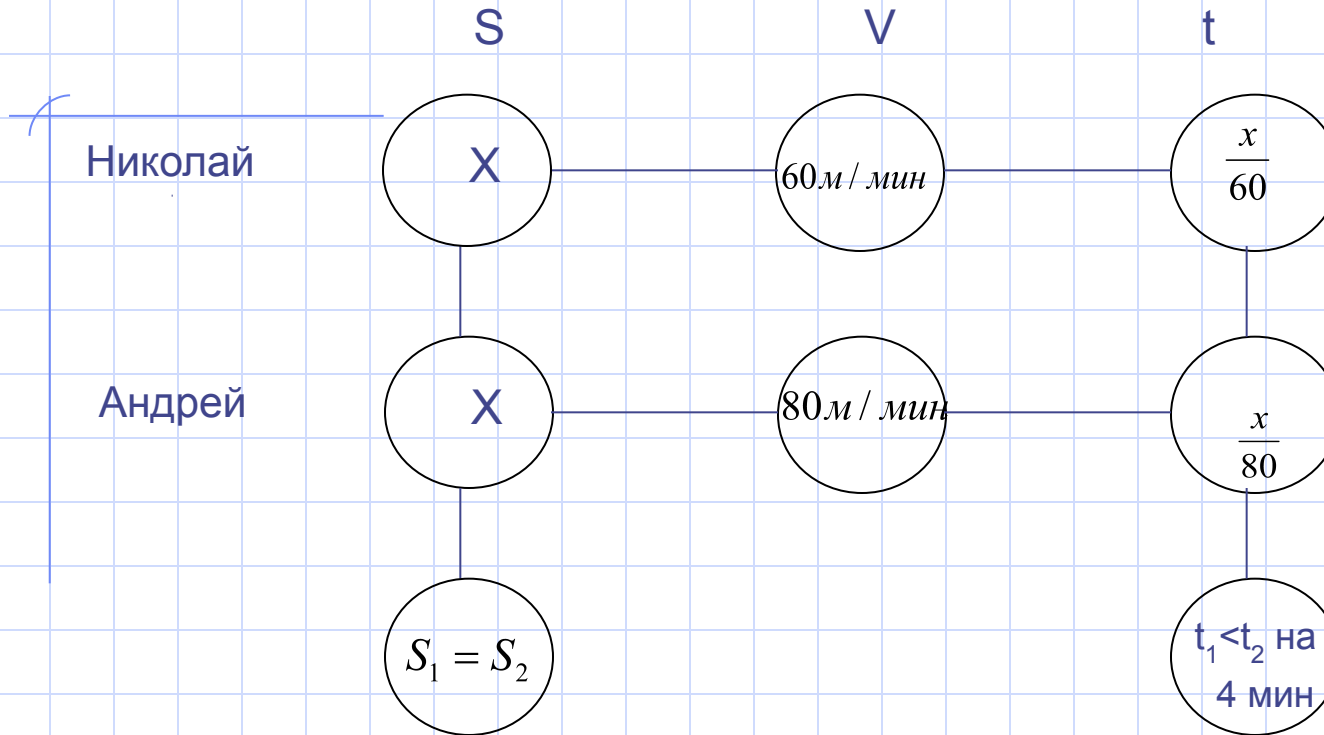 S V t
Николай X 60м / мин x/60
Андрей X 80м / мин x/80
S₁ = S₂ t₁<t₂ на
4 мин